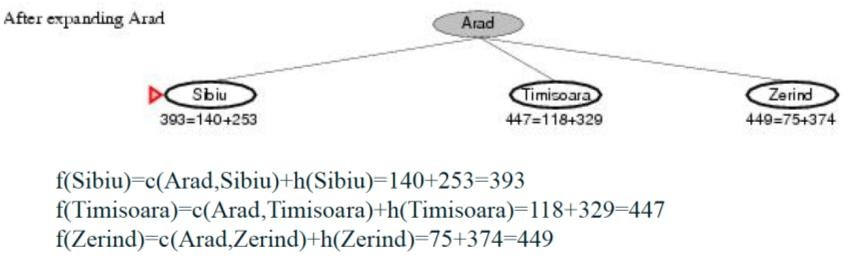 After expanding Arad
Arad
Sibiu
Timisoara
Zerind
393=140+253
447=118+329
449=75+374
f(Sibiu)=c(Arad,Sibiu)+h(Sibiu)=140+253=393
f(Timisoara)=c(Arad,Timisoara)+h(Timisoara)=118+329=447
f(Zerind)=c(Arad,Zerind)+h(Zerind)=75+374=449